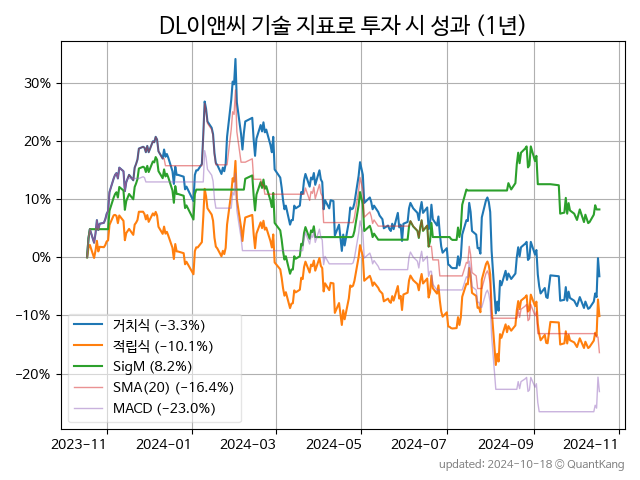 DL이앤씨 기술 지표로 투자 시 성과 (1년)
30%
20%
10%
0%
−10%
−20%
거치식 (−3.3%)
적립식 (−10.1%)
SigM (8.2%)
SMA(20) (−16.4%)
MACD (−23.0%)
2023−11 2024−01 2024−03 2024−05 2024−07 2024−09 2024−11
updated: 2024−10−18 © QuantKang